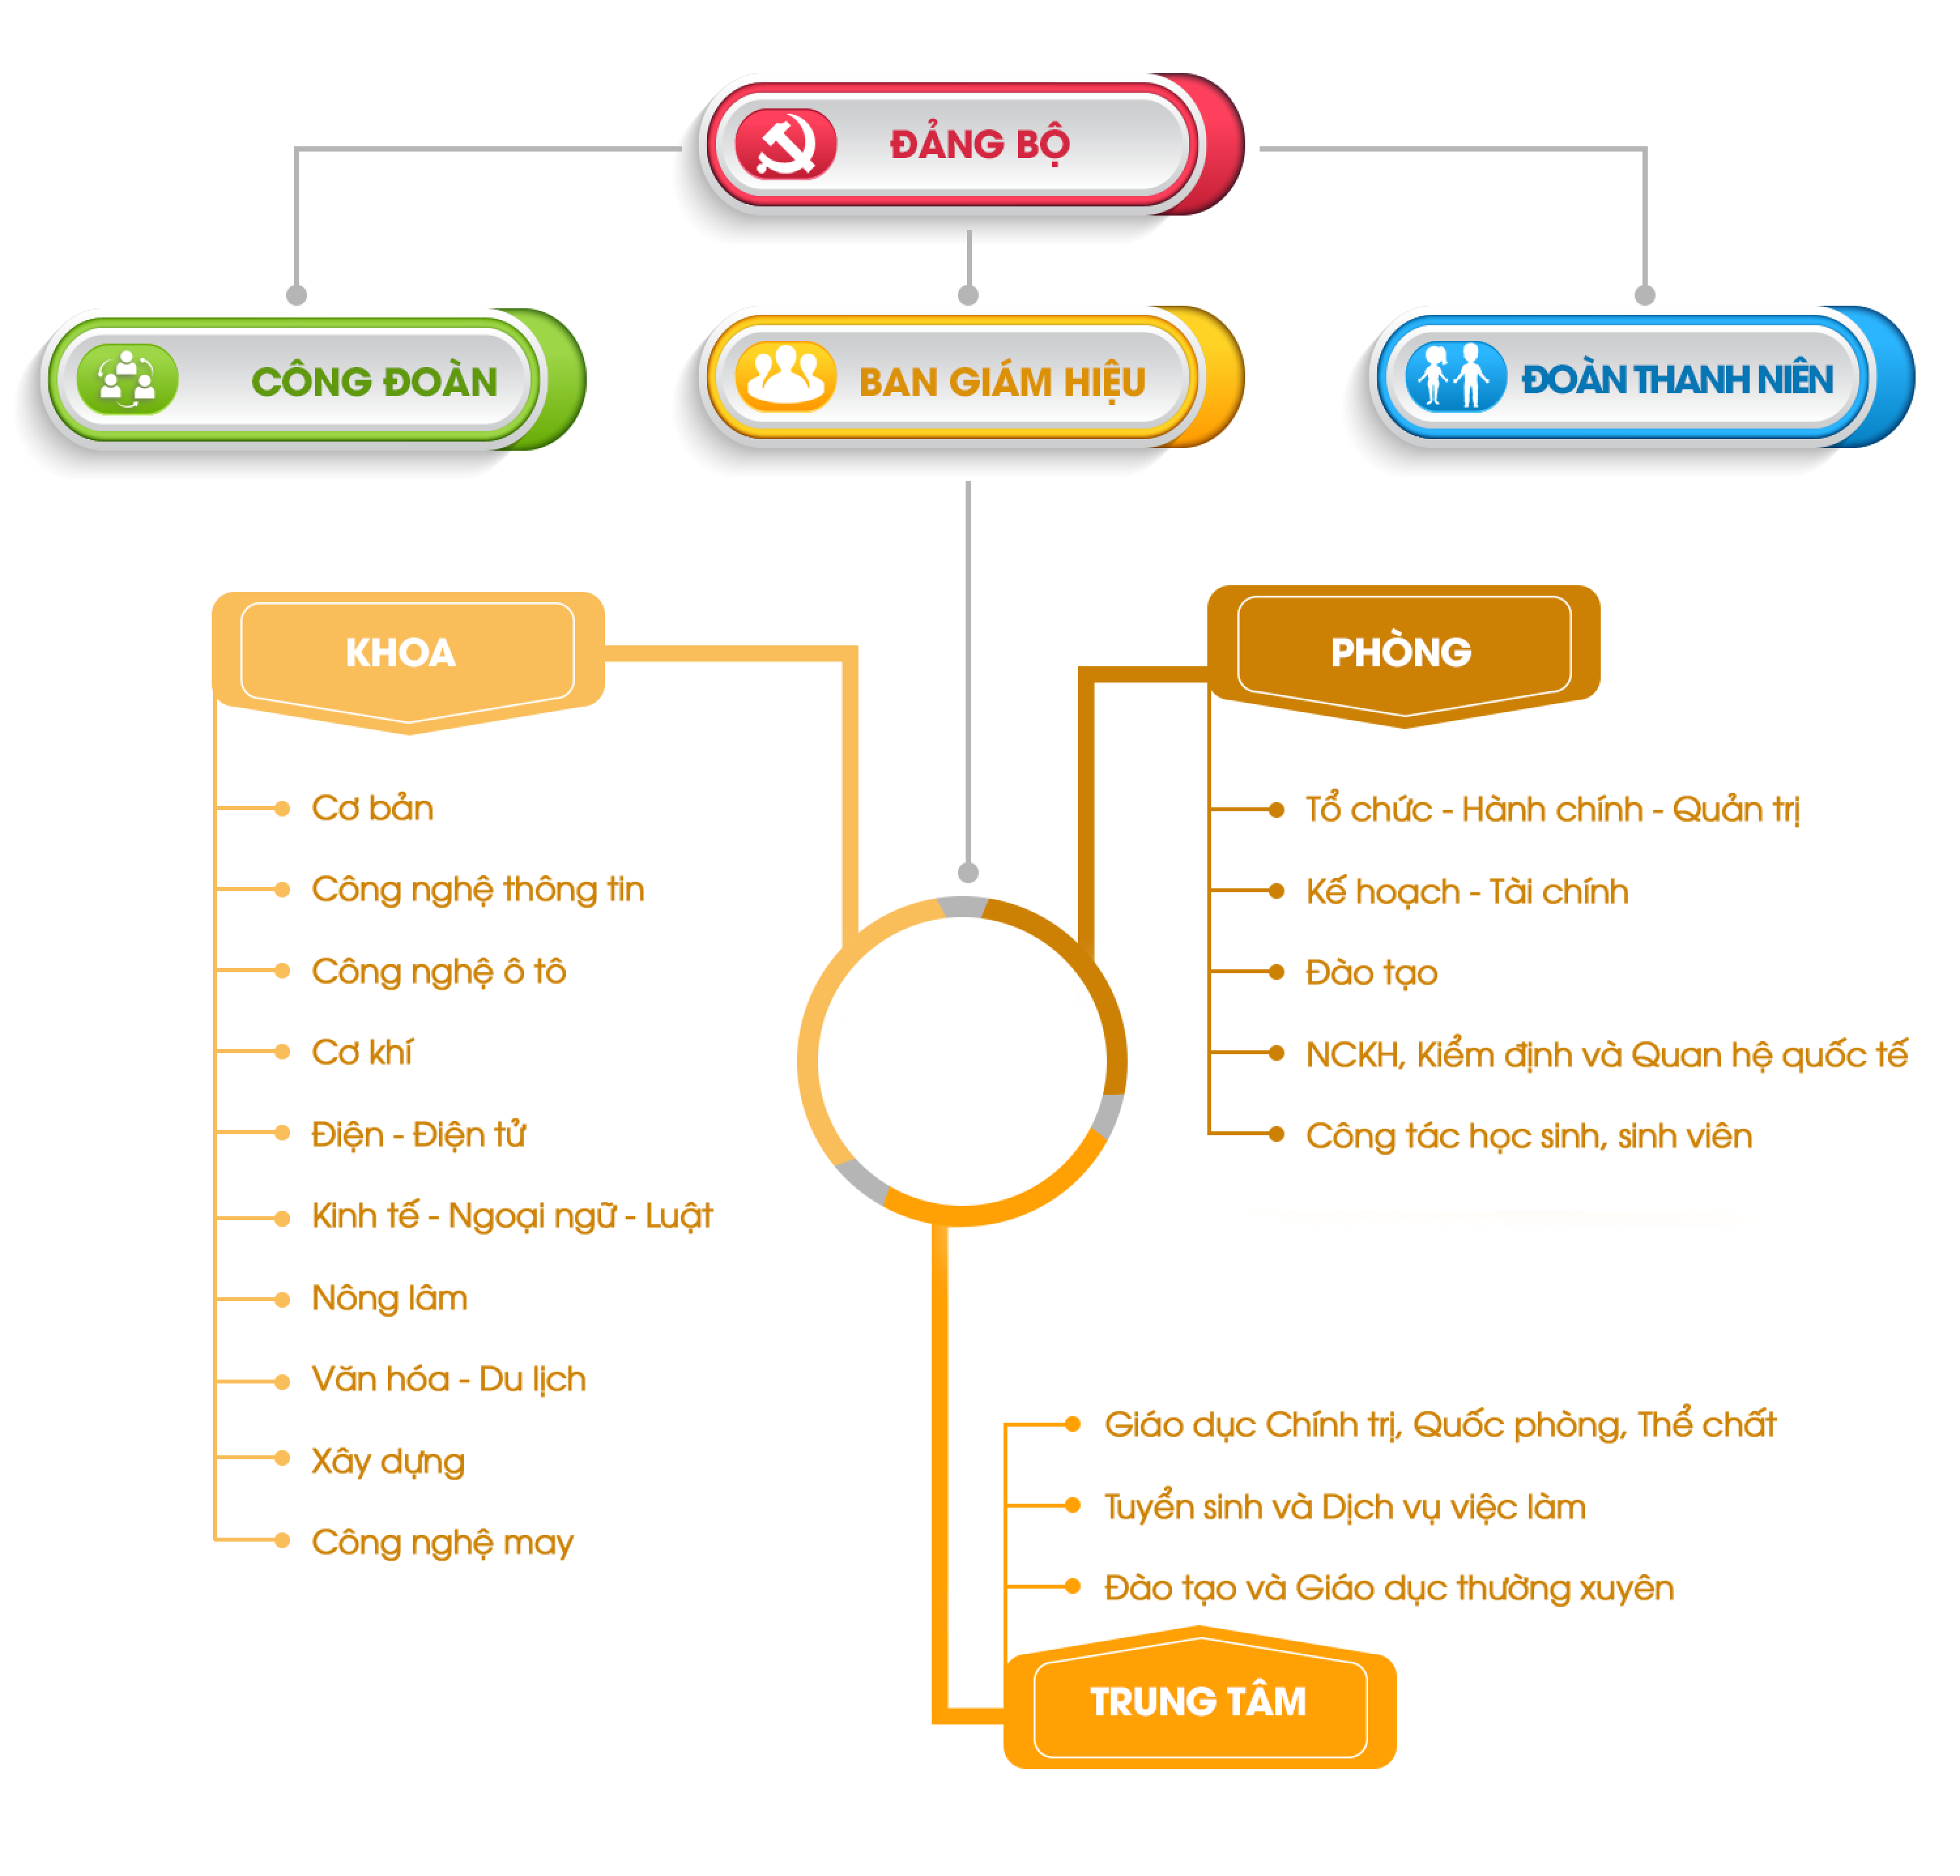 ĐẢNG BỘ
CÔNG ĐOÀN
BAN GIÁM HIỆU
ĐOÀN THANH NIÊN
KHOA
Cơ bản
Công nghệ thông tin
Công nghệ ô tô
Cơ khí
Điện - Điện tử
Kinh tế - Ngoại ngữ - Luật
Nông lâm
Văn hóa - Du lịch
Xây dựng
Công nghệ may
PHÒNG
Tổ chức - Hành chính - Quản trị
Kế hoạch - Tài chính
Đào tạo
NCKH, Kiểm định và Quan hệ quốc tế
Công tác học sinh, sinh viên
Giáo dục Chính trị, Quốc phòng, Thể chất
Tuyển sinh và Dịch vụ việc làm
Đào tạo và Giáo dục thường xuyên
TRUNG TÂM